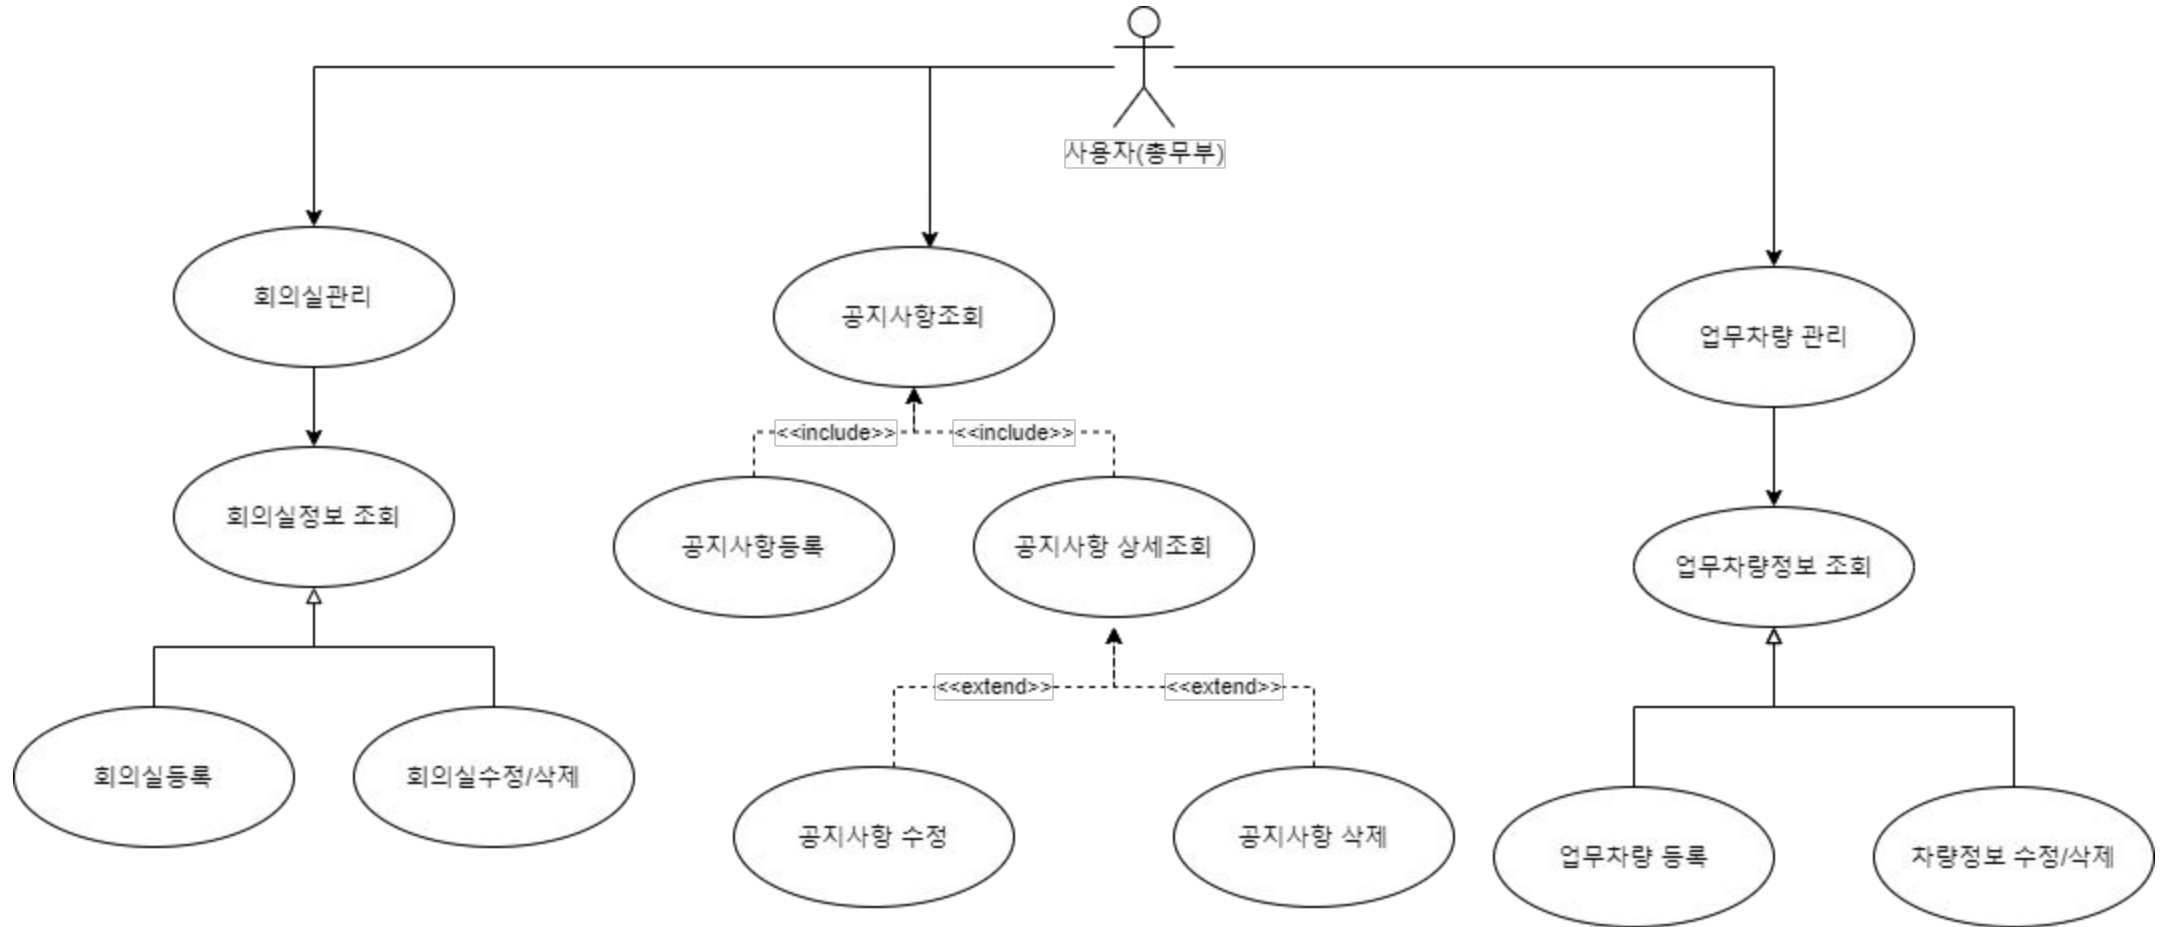 사용자(총무부)
회의실관리
공지사항조회
업무차량 관리
<<include>>
<<include>>
회의실정보 조회
공지사항등록
공지사항 상세조회
업무차량정보 조회
<<extend>>
<<extend>>
회의실등록
회의실수정/삭제
공지사항 수정
공지사항 삭제
업무차량 등록
차량정보 수정/삭제